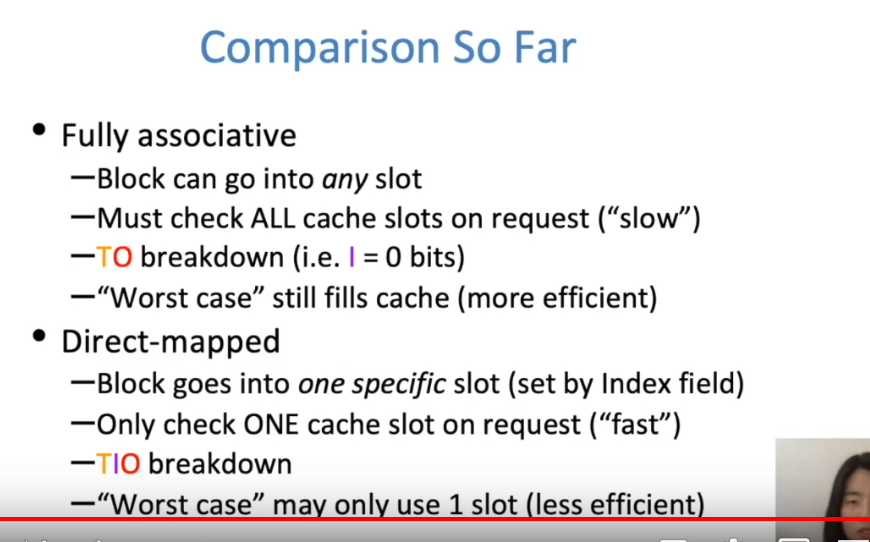 Comparison So Far
• Fully associative
—Block can go into any slot
—Must check ALL cache slots on request (“slow”)
—TO breakdown (i.e. I = 0 bits)
—“Worst case” still fills cache (more efficient)
• Direct-mapped
—Block goes into one specific slot (set by Index field)
—Only check ONE cache slot on request (“fast”)
—TIO breakdown
—“Worst case” may only use 1 slot (less efficient)